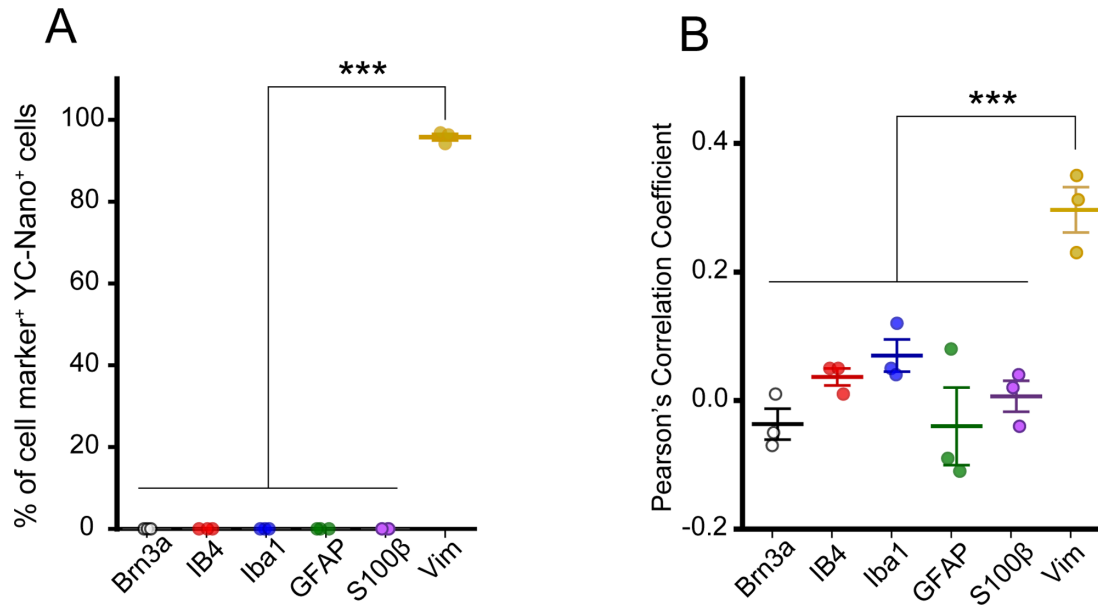 A
% of cell marker⁺ YC-Nano⁺ cells
100
80
60
40
20
0
***
Brn3a
IB4
Iba1
GFAP
S100β
Vim
B
Pearson's Correlation Coefficient
0.4
0.2
0.0
-0.2
***
Brn3a
IB4
Iba1
GFAP
S100β
Vim